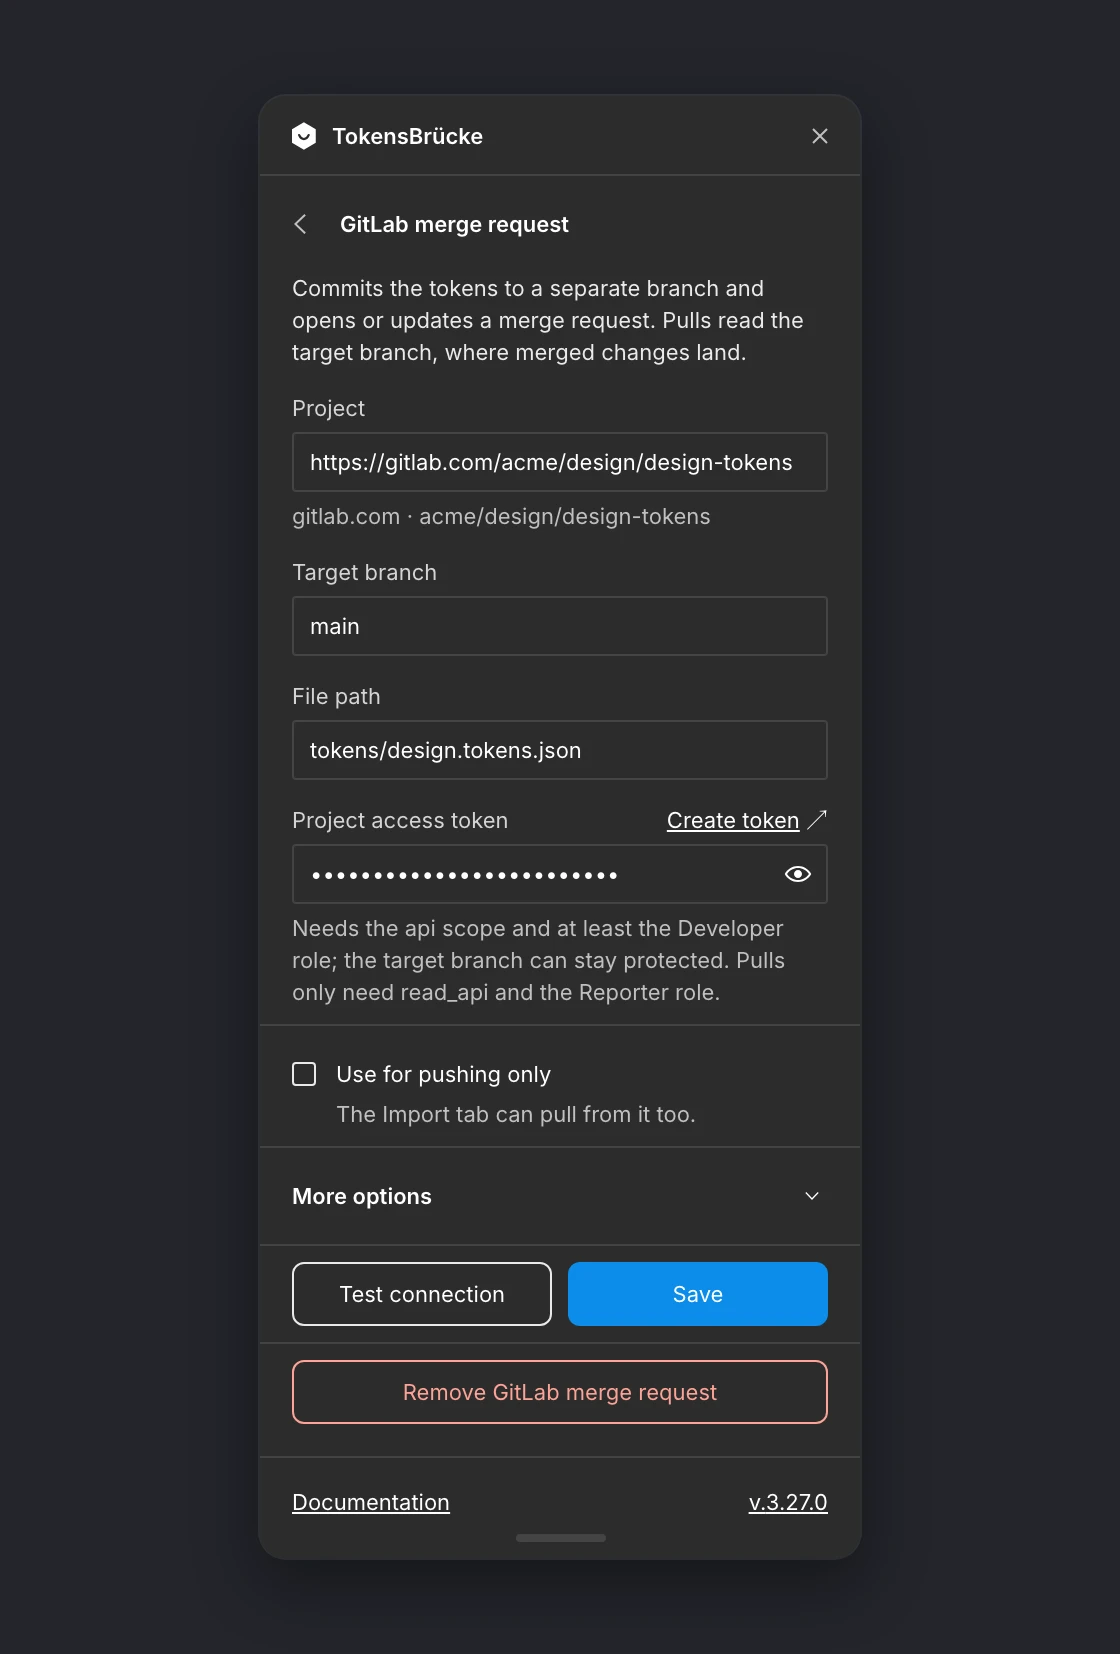 TokensBrücke
GitLab merge request
Commits the tokens to a separate branch and
opens or updates a merge request. Pulls read the
target branch, where merged changes land.
Project
https://gitlab.com/acme/design/design-tokens
gitlab.com · acme/design/design-tokens
Target branch
main
File path
tokens/design.tokens.json
Project access token
Create token
Needs the api scope and at least the Developer
role; the target branch can stay protected. Pulls
only need read_api and the Reporter role.
Use for pushing only
The Import tab can pull from it too.
More options
Test connection
Save
Remove GitLab merge request
Documentation
v.3.27.0